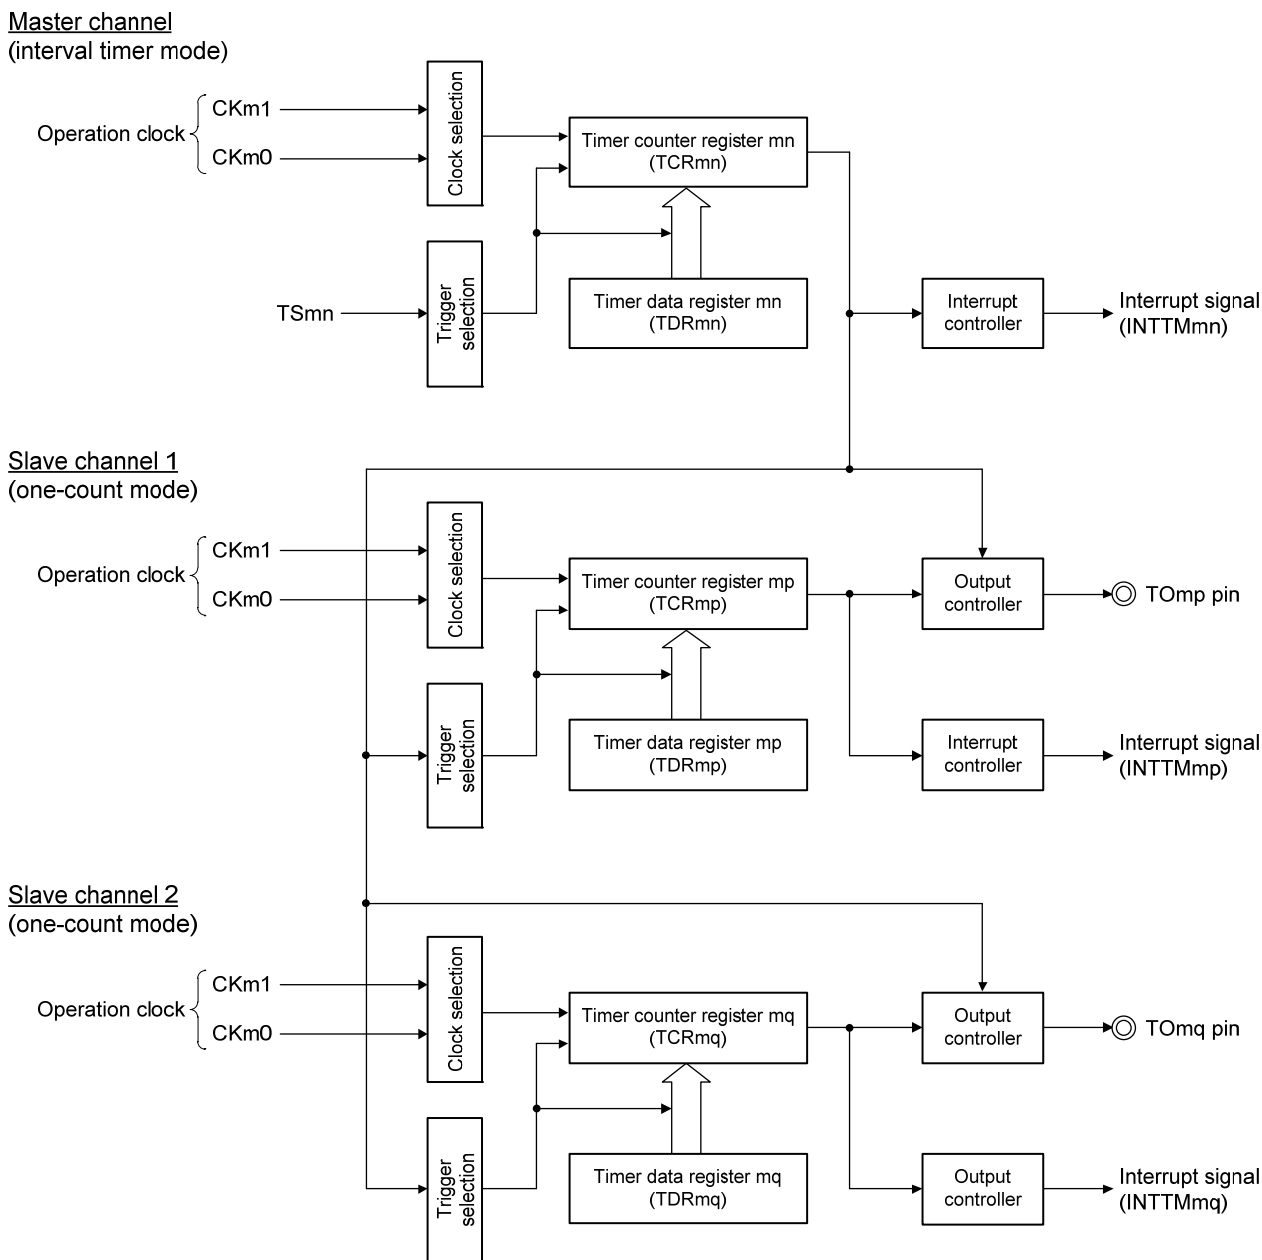 Master channel
(interval timer mode)
Operation clock
CKm1
CKm0
Clock selection
Timer counter register mn
(TCRmn)
TSmn
Trigger
selection
Timer data register mn
(TDRmn)
Interrupt
controller
Interrupt signal
(INTTMmn)
Slave channel 1
(one-count mode)
Operation clock
CKm1
CKm0
Clock selection
Timer counter register mp
(TCRmp)
Output
controller
TOmp pin
Trigger
selection
Timer data register mp
(TDRmp)
Interrupt
controller
Interrupt signal
(INTTMmp)
Slave channel 2
(one-count mode)
Operation clock
CKm1
CKm0
Clock selection
Timer counter register mq
(TCRmq)
Output
controller
TOmq pin
Trigger
selection
Timer data register mq
(TDRmq)
Output
controller
Interrupt signal
(INTTMmq)